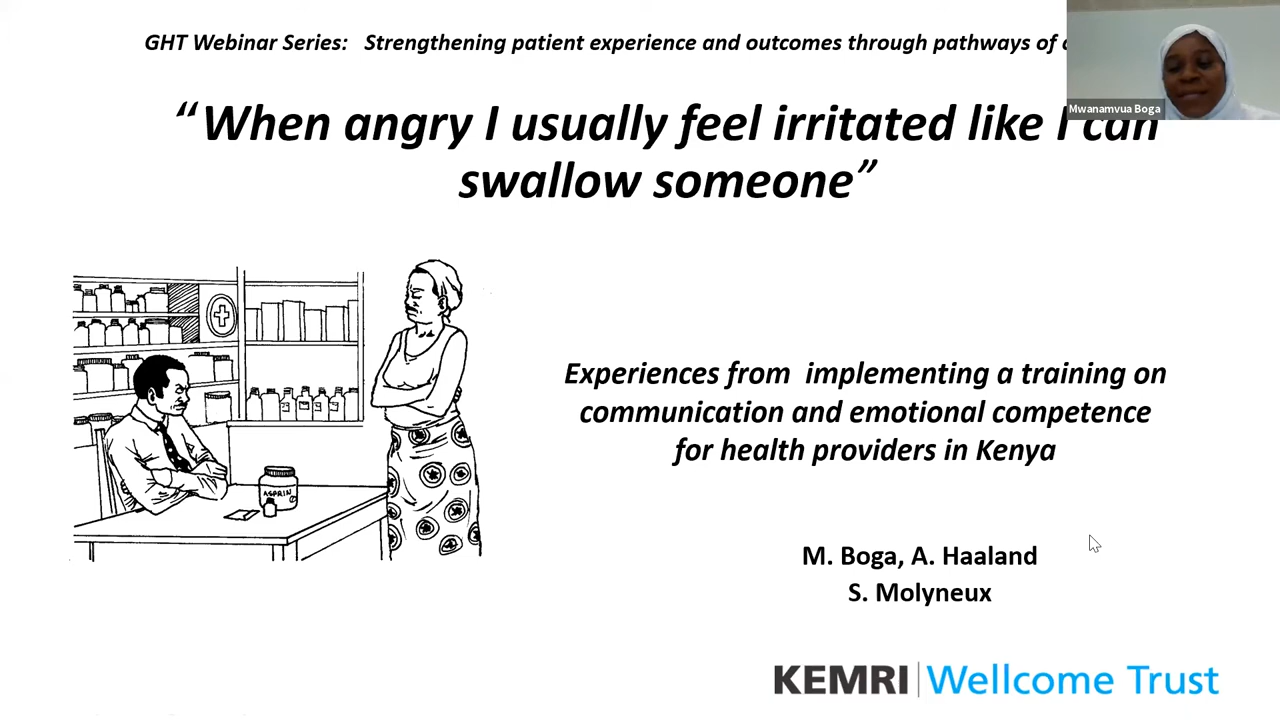 GHT Webinar Series: Strengthening patient experience and outcomes through pathways of
Mwanamvua Boga
“When angry I usually feel irritated like I can
swallow someone”
ASPRIN
Experiences from implementing a training on
communication and emotional competence
for health providers in Kenya
M. Boga, A. Haaland
S. Molyneux
KEMRI | Wellcome Trust